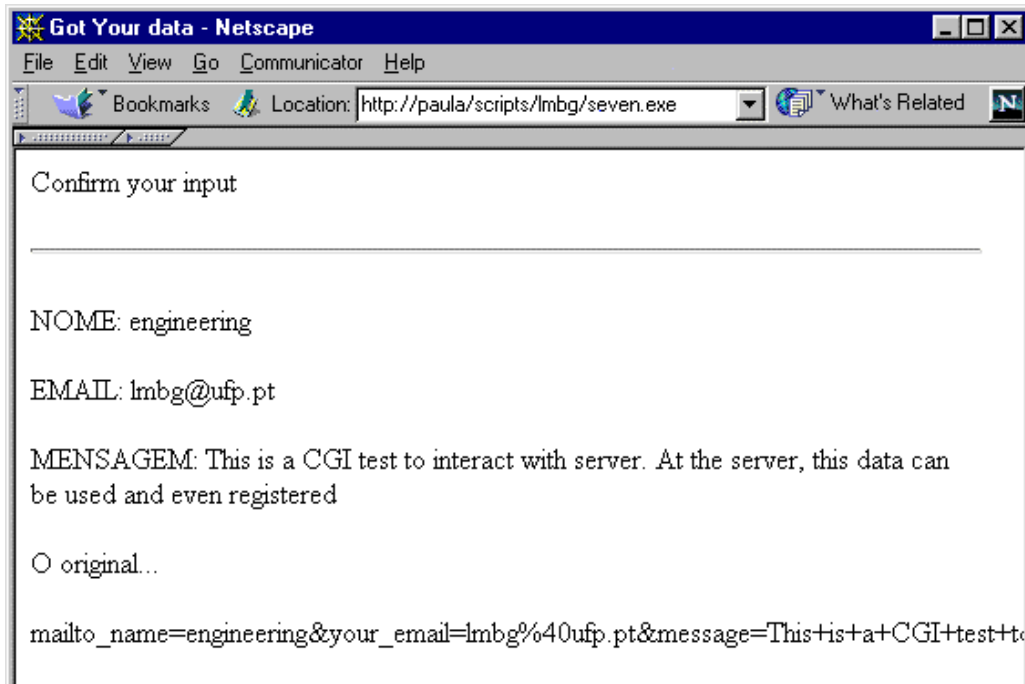 Got Your data - Netscape
File Edit View Go Communicator Help
Bookmarks Location: http://paula/scripts/lmbg/seven.exe What's Related N
Confirm your input
NOME: engineering
EMAIL: lmbg@ufp.pt
MENSAGEM: This is a CGI test to interact with server. At the server, this data can
be used and even registered
O original...
mailto_name=engineering&your_email=lmbg%40ufp.pt&message=This+is+a+CGI+test+t